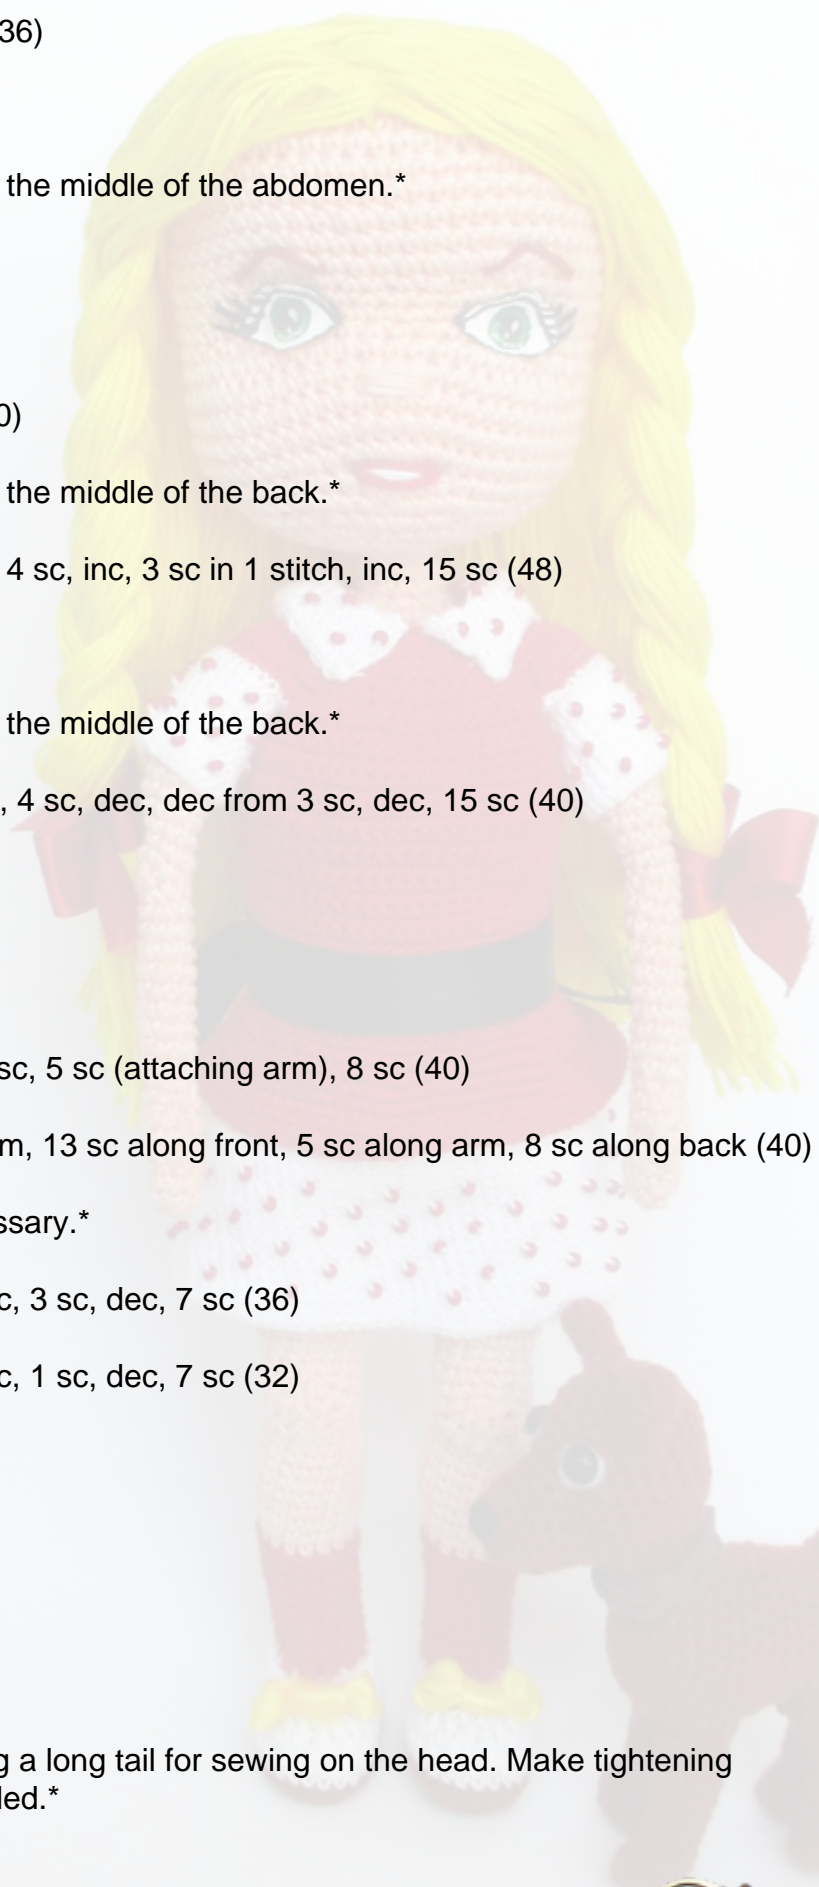 36)
the middle of the abdomen.*
0)
the middle of the back.*
4 sc, inc, 3 sc in 1 stitch, inc, 15 sc (48)
the middle of the back.*
, 4 sc, dec, dec from 3 sc, dec, 15 sc (40)
sc, 5 sc (attaching arm), 8 sc (40)
m, 13 sc along front, 5 sc along arm, 8 sc along back (40)
ssary.*
c, 3 sc, dec, 7 sc (36)
c, 1 sc, dec, 7 sc (32)
g a long tail for sewing on the head. Make tightening
led.*